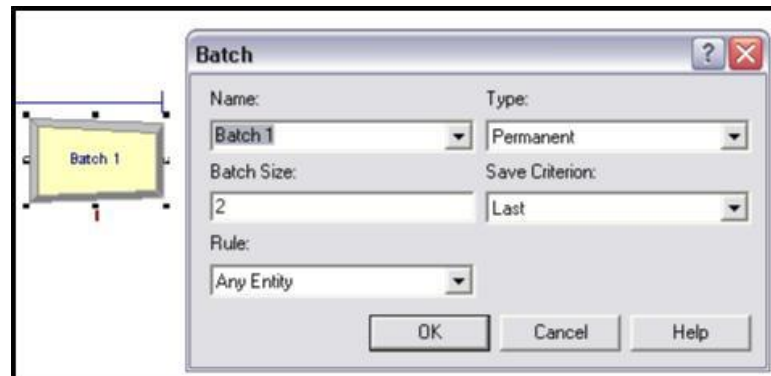 Batch
?
Name:
Type:
Batch 1
Permanent
Batch 1
Batch Size:
Save Criterion:
2
Last
Rule:
Any Entity
OK
Cancel
Help